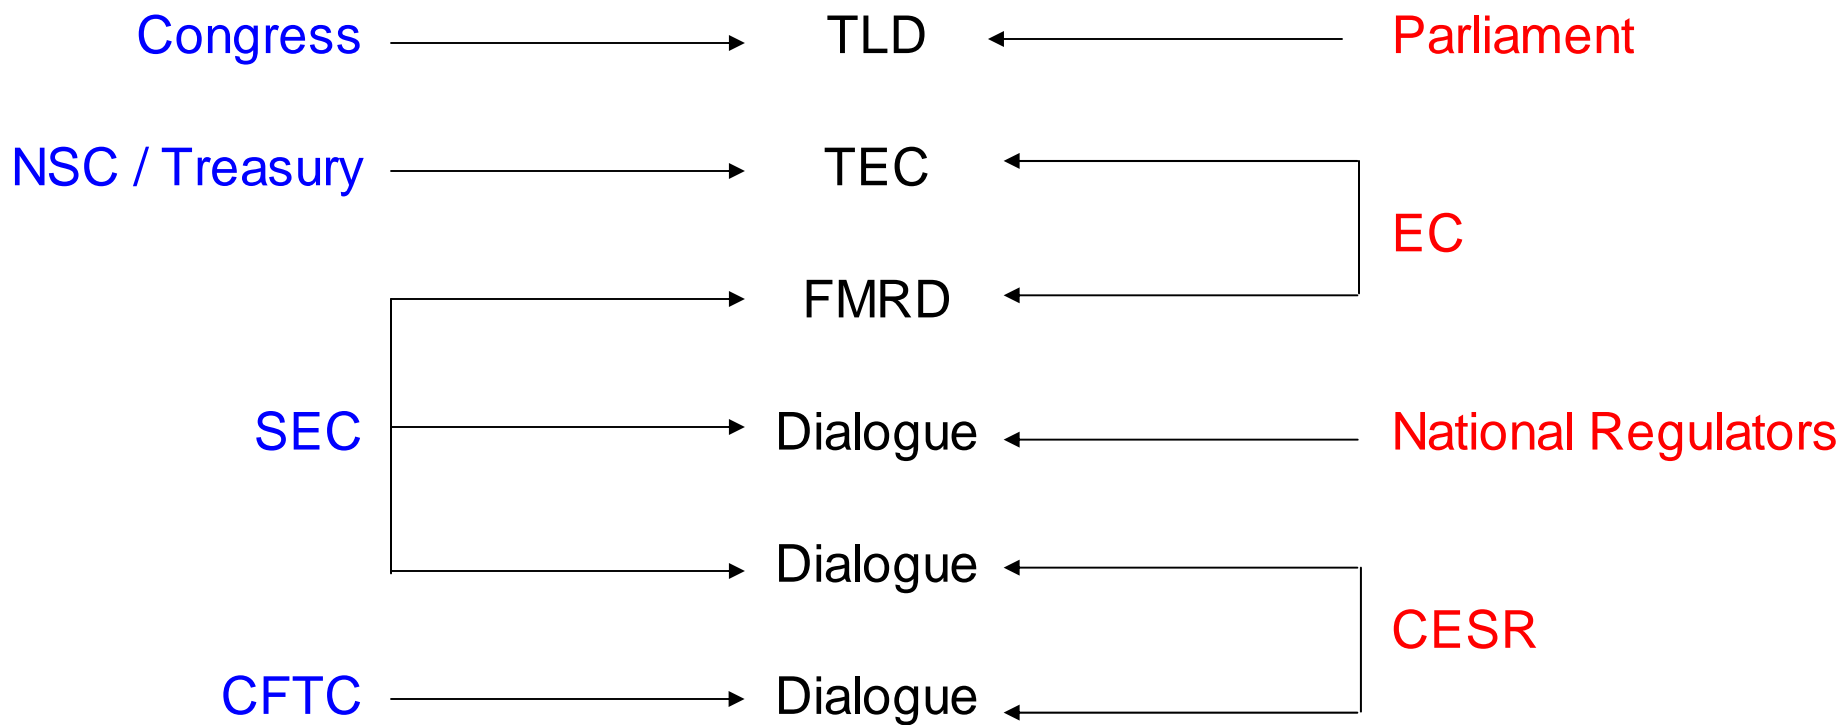 Congress TLD Parliament
NSC / Treasury TEC
EC
FMRD
SEC Dialogue National Regulators
Dialogue
CESR
CFTC Dialogue